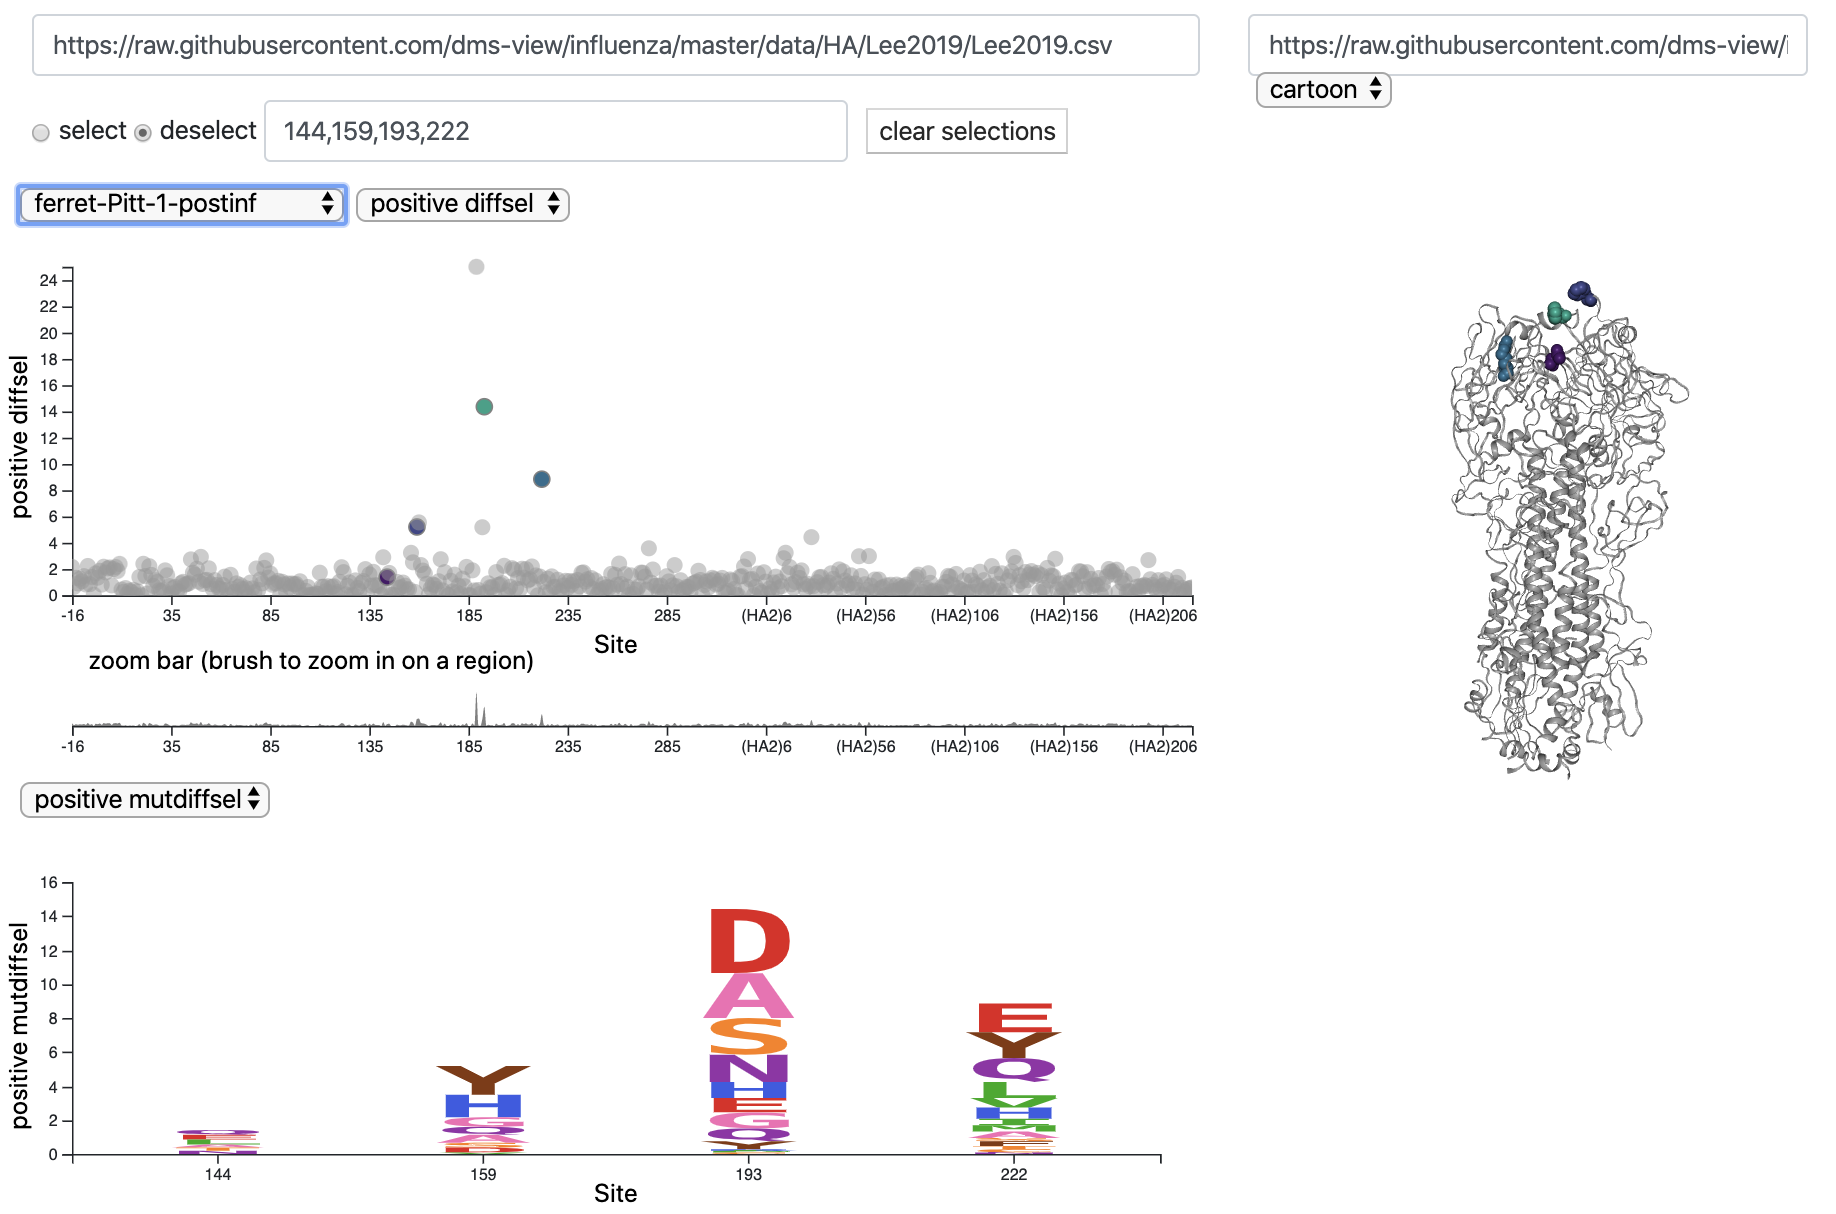 https://raw.githubusercontent.com/dms-view/influenza/master/data/HA/Lee2019/Lee2019.csv
https://raw.githubusercontent.com/dms-view/i
cartoon
select deselect 144,159,193,222 clear selections
ferret-Pitt-1-postinf positive diffsel
positive diffsel
24
22
20
18
16
14
12
10
8
6
4
2
0
-16 35 85 135 185 235 285 (HA2)6 (HA2)56 (HA2)106 (HA2)156 (HA2)206
Site
zoom bar (brush to zoom in on a region)
-16 35 85 135 185 235 285 (HA2)6 (HA2)56 (HA2)106 (HA2)156 (HA2)206
positive mutdiffsel
positive mutdiffsel
16
14
12
10
8
6
4
2
0
Y
H
G
Q
A
D
A
S
N
H
E
G
Q
Y
E
Y
Q
144 159 193 222
Site